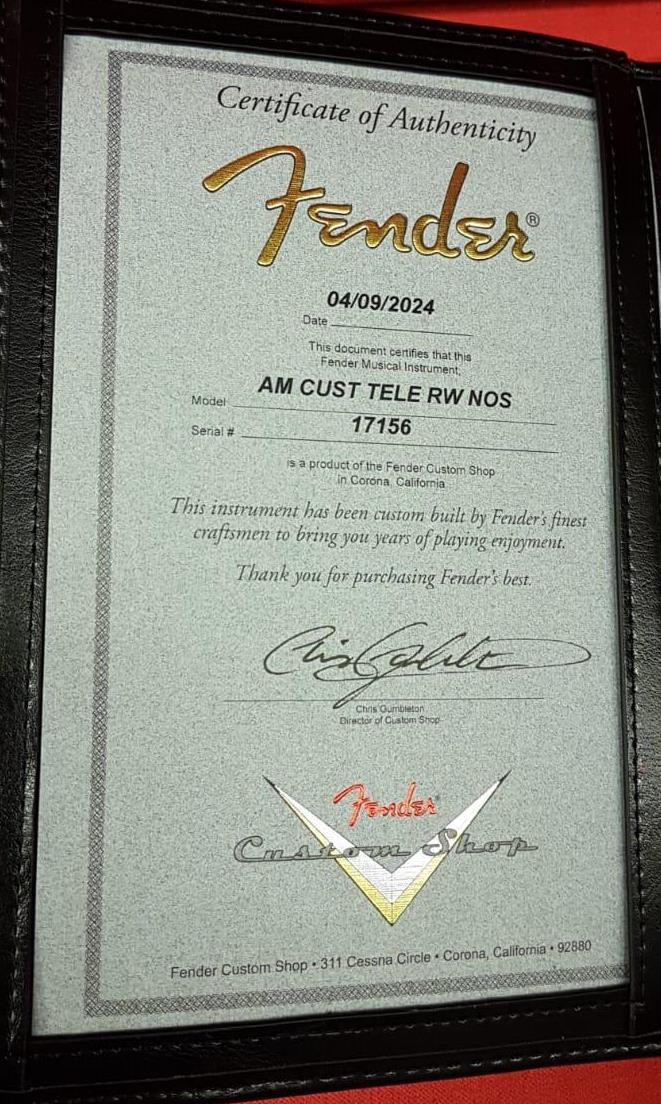 Certificate of Authenticity
Fender®
04/09/2024
Date
This document certifies that this
Fender Musical Instrument,
Model AM CUST TELE RW NOS
Serial # 17156
is a product of the Fender Custom Shop
in Corona, California
This instrument has been custom built by Fender's finest
craftsmen to bring you years of playing enjoyment.
Thank you for purchasing Fender's best.
Chris Gumbleton
Director of Custom Shop
Fender®
Custom Shop
Fender Custom Shop • 311 Cessna Circle • Corona, California • 92880